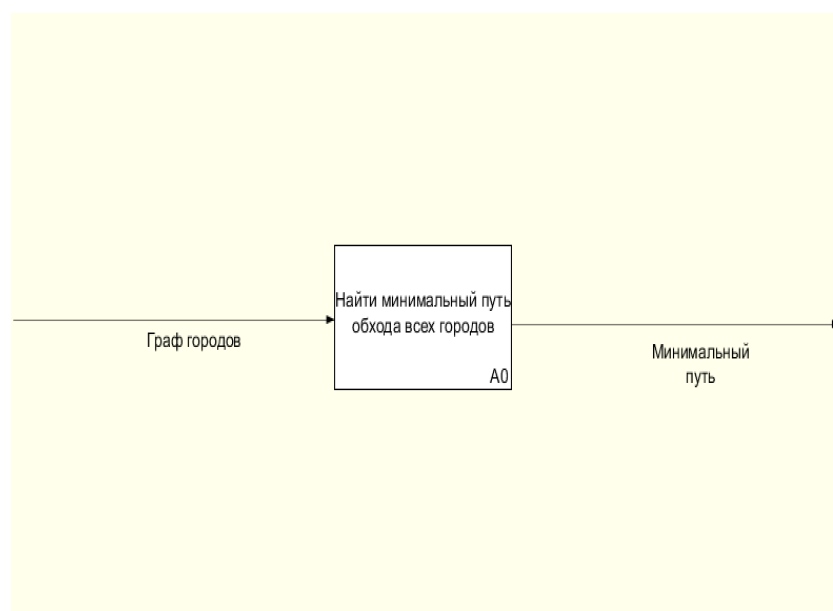 Найти минимальный путь
обхода всех городов
Граф городов
A0
Минимальный
путь